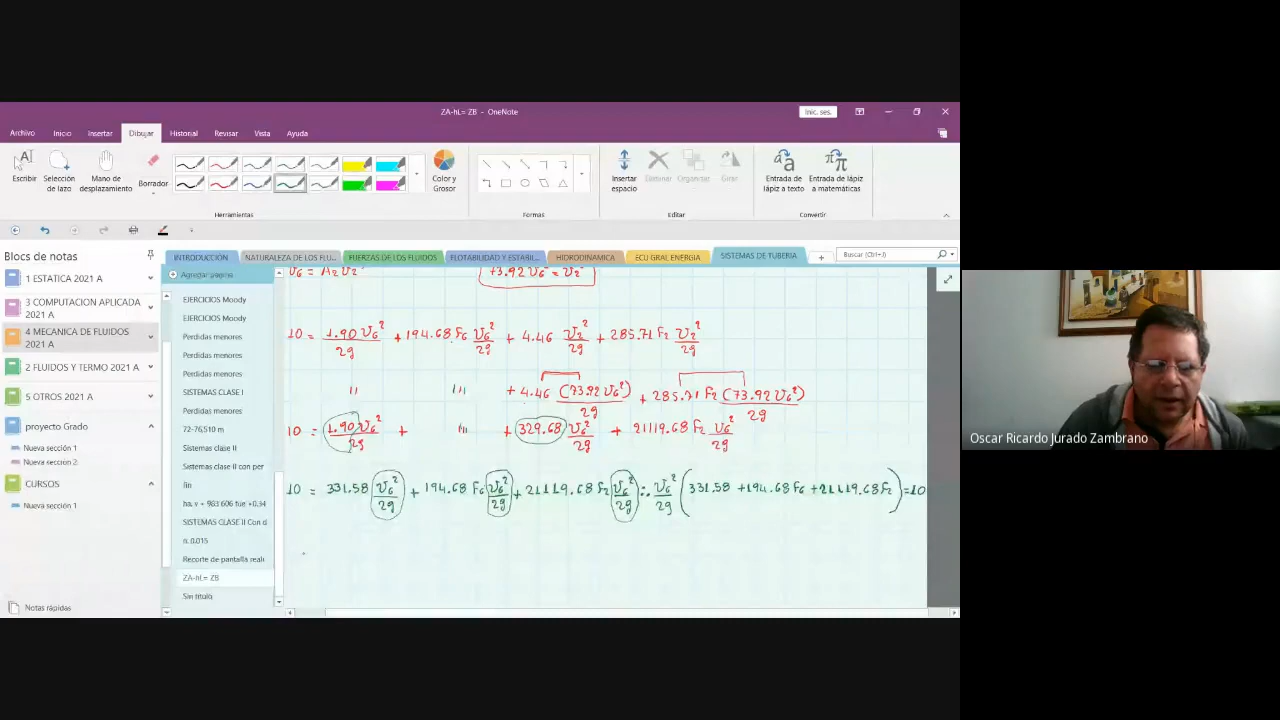 ZA-hL= ZB - OneNote
Inic. ses.
Archivo Inicio Insertar Dibujar Historial Revisar Vista Ayuda
Escribir
Selección de lazo
Mano de desplazamiento
Borrador
Color y Grosor
Insertar espacio
Eliminar
Organizar
Girar
Entrada de lápiz a texto
Entrada de lápiz a matemáticas
Herramientas
Formas
Editar
Convertir
Blocs de notas
1 ESTATICA 2021 A
3 COMPUTACION APLICADA 2021 A
4 MECANICA DE FLUIDOS 2021 A
2 FLUIDOS Y TERMO 2021 A
5 OTROS 2021 A
proyecto Grado
Nueva sección 1
Nueva sección 2
CURSOS
Nueva sección 1
Notas rápidas
INTRODUCCIÓN NATURALEZA DE LOS FLU... FUERZAS DE LOS FLUIDOS FLOTABILIDAD Y ESTABIL... HIDRODINAMICA ECU GRAL ENERGIA SISTEMAS DE TUBERIA + Buscar (Ctrl+J)
Agregar página
EJERCICIOS Moody
EJERCICIOS Moody
Perdidas menores
Perdidas menores
Perdidas menores
SISTEMAS CLASE I
Perdidas menores
72-76,510 m
Sistemas clase II
Sistemas clase II con per
fin
SISTEMAS CLASE II Con d
n. 0.015
Recorte de pantalla reali
ZA-hL= ZB
Sin título
73.92 v6² = v2²
10 = 1.90 v6²/2g + 194.68 F6 v6²/2g + 4.46 v2²/2g + 285.71 F2 v2²/2g
" " + 4.46 (73.92 v6²)/2g + 285.71 F2 (73.92 v6²)/2g
10 = 1.90 v6²/2g + " + 329.68 v6²/2g + 21119.68 F2 v6²/2g
10 = 331.58 v6²/2g + 194.68 F6 v6²/2g + 21119.68 F2 v6²/2g ∴ v6²/2g (331.58 + 194.68 F6 + 21119.68 F2) = 10
Oscar Ricardo Jurado Zambrano